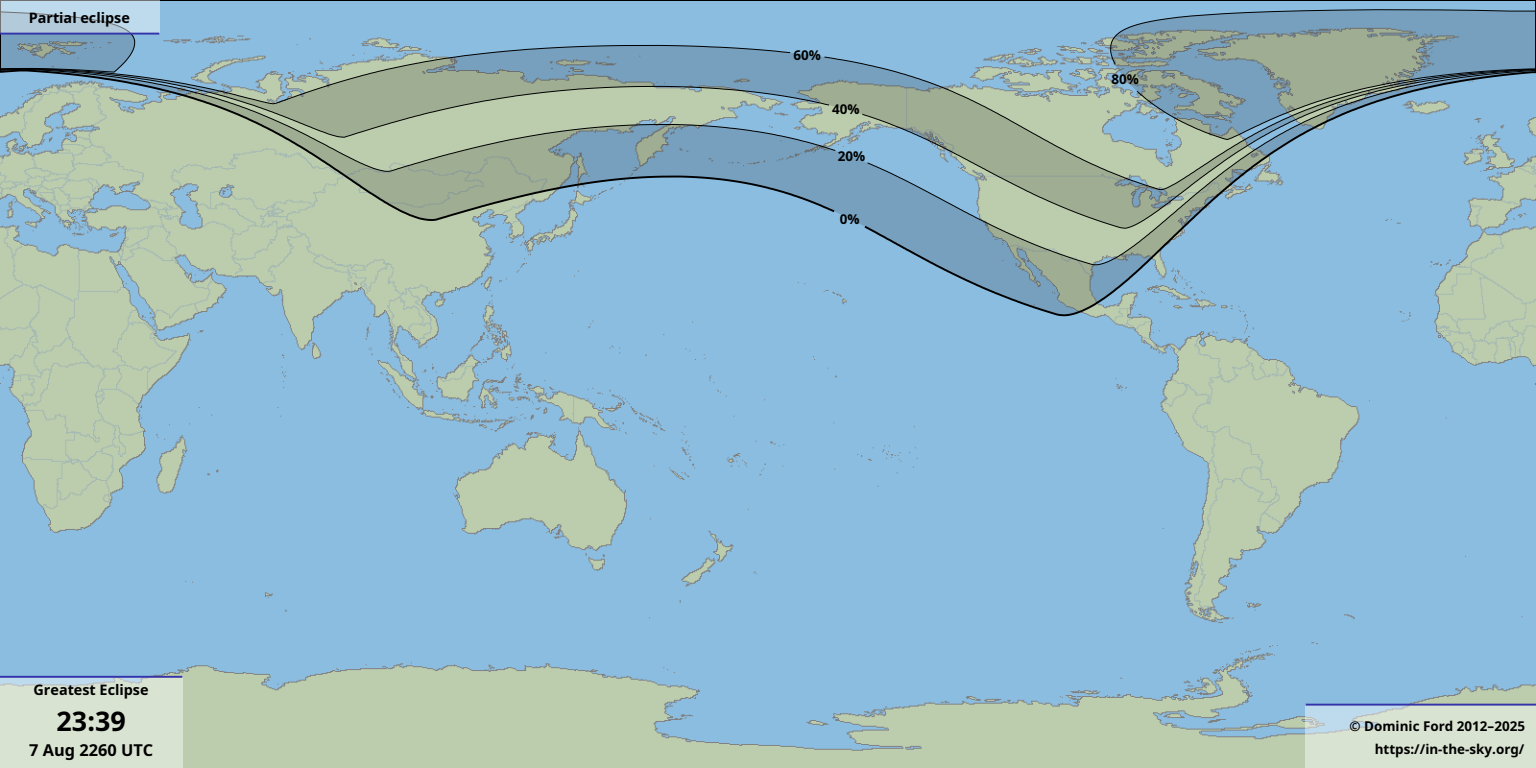 Partial eclipse
60%
80%
40%
20%
0%
Greatest Eclipse
23:39
7 Aug 2260 UTC
© Dominic Ford 2012–2025
https://in-the-sky.org/